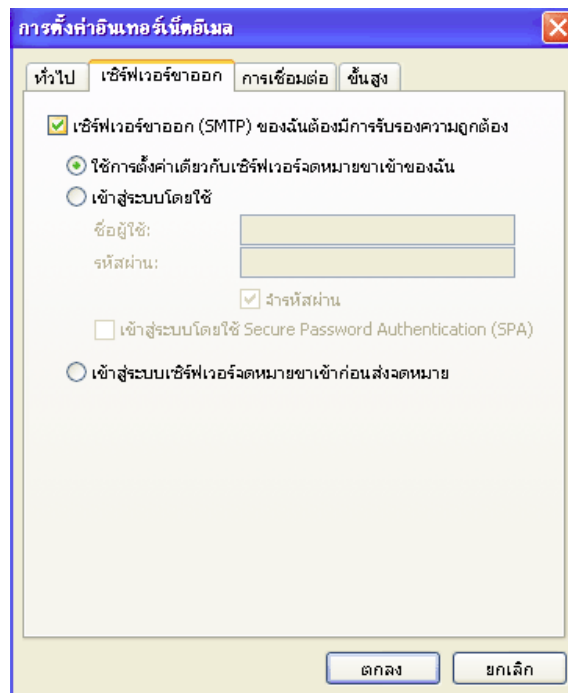 การตั้งค่าอินเทอร์เน็ตอีเมล
ทั่วไป เซิร์ฟเวอร์ขาออก การเชื่อมต่อ ขั้นสูง
เซิร์ฟเวอร์ขาออก (SMTP) ของฉันต้องมีการรับรองความถูกต้อง
ใช้การตั้งค่าเดียวกับเซิร์ฟเวอร์จดหมายขาเข้าของฉัน
เข้าสู่ระบบโดยใช้
ชื่อผู้ใช้:
รหัสผ่าน:
จำรหัสผ่าน
เข้าสู่ระบบโดยใช้ Secure Password Authentication (SPA)
เข้าสู่ระบบเซิร์ฟเวอร์จดหมายขาเข้าก่อนส่งจดหมาย
ตกลง ยกเลิก